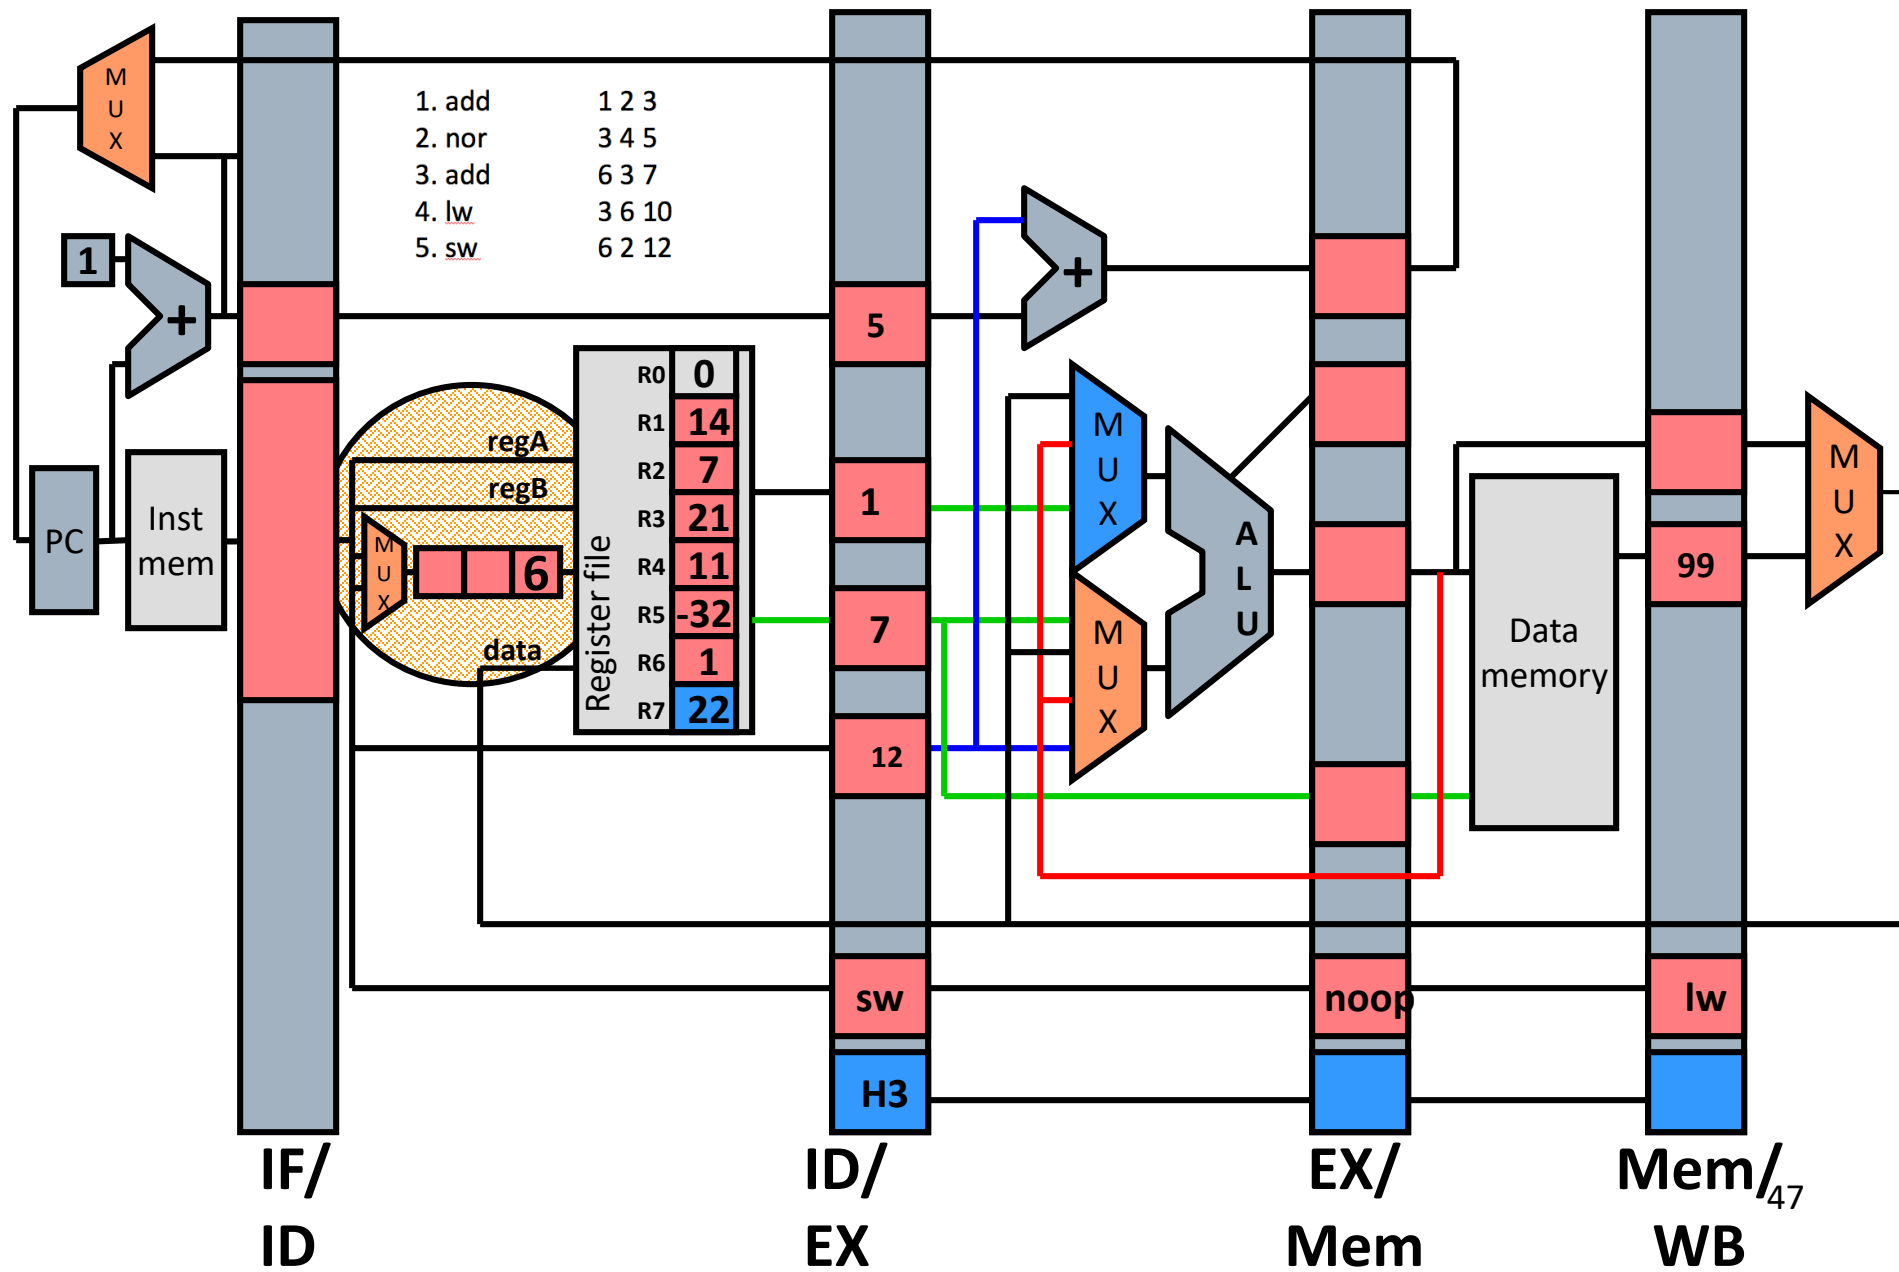 M
U
X
1. add 1 2 3
2. nor 3 4 5
3. add 6 3 7
4. lw 3 6 10
5. sw 6 2 12
1
+
+
5
R0 0
R1 14
R2 7
R3 21
R4 11
R5 -32
R6 1
R7 22
Register file
regA
regB
data
M
U
X
6
PC
Inst
mem
1
7
12
M
U
X
M
U
X
A
L
U
Data
memory
99
M
U
X
sw
noop
lw
H3
IF/
ID
ID/
EX
EX/
Mem
Mem/
WB
47